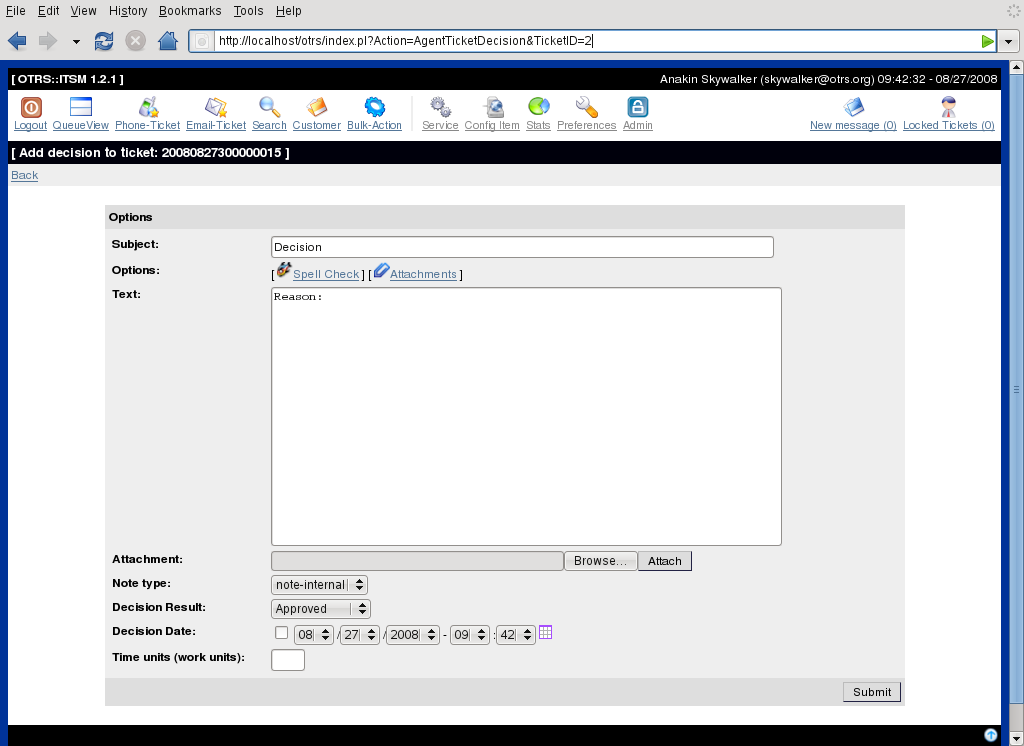 File Edit View History Bookmarks Tools Help
http://localhost/otrs/index.pl?Action=AgentTicketDecision&TicketID=2
[ OTRS::ITSM 1.2.1 ] Anakin Skywalker (skywalker@otrs.org) 09:42:32 - 08/27/2008
Logout QueueView Phone-Ticket Email-Ticket Search Customer Bulk-Action Service Config Item Stats Preferences Admin New message (0) Locked Tickets (0)
[ Add decision to ticket: 20080827300000015 ]
Back
Options
Subject: Decision
Options: [ Spell Check ] [ Attachments ]
Text: Reason:
Attachment: Browse... Attach
Note type: note-internal
Decision Result: Approved
Decision Date: 08 / 27 / 2008 - 09 : 42
Time units (work units):
Submit